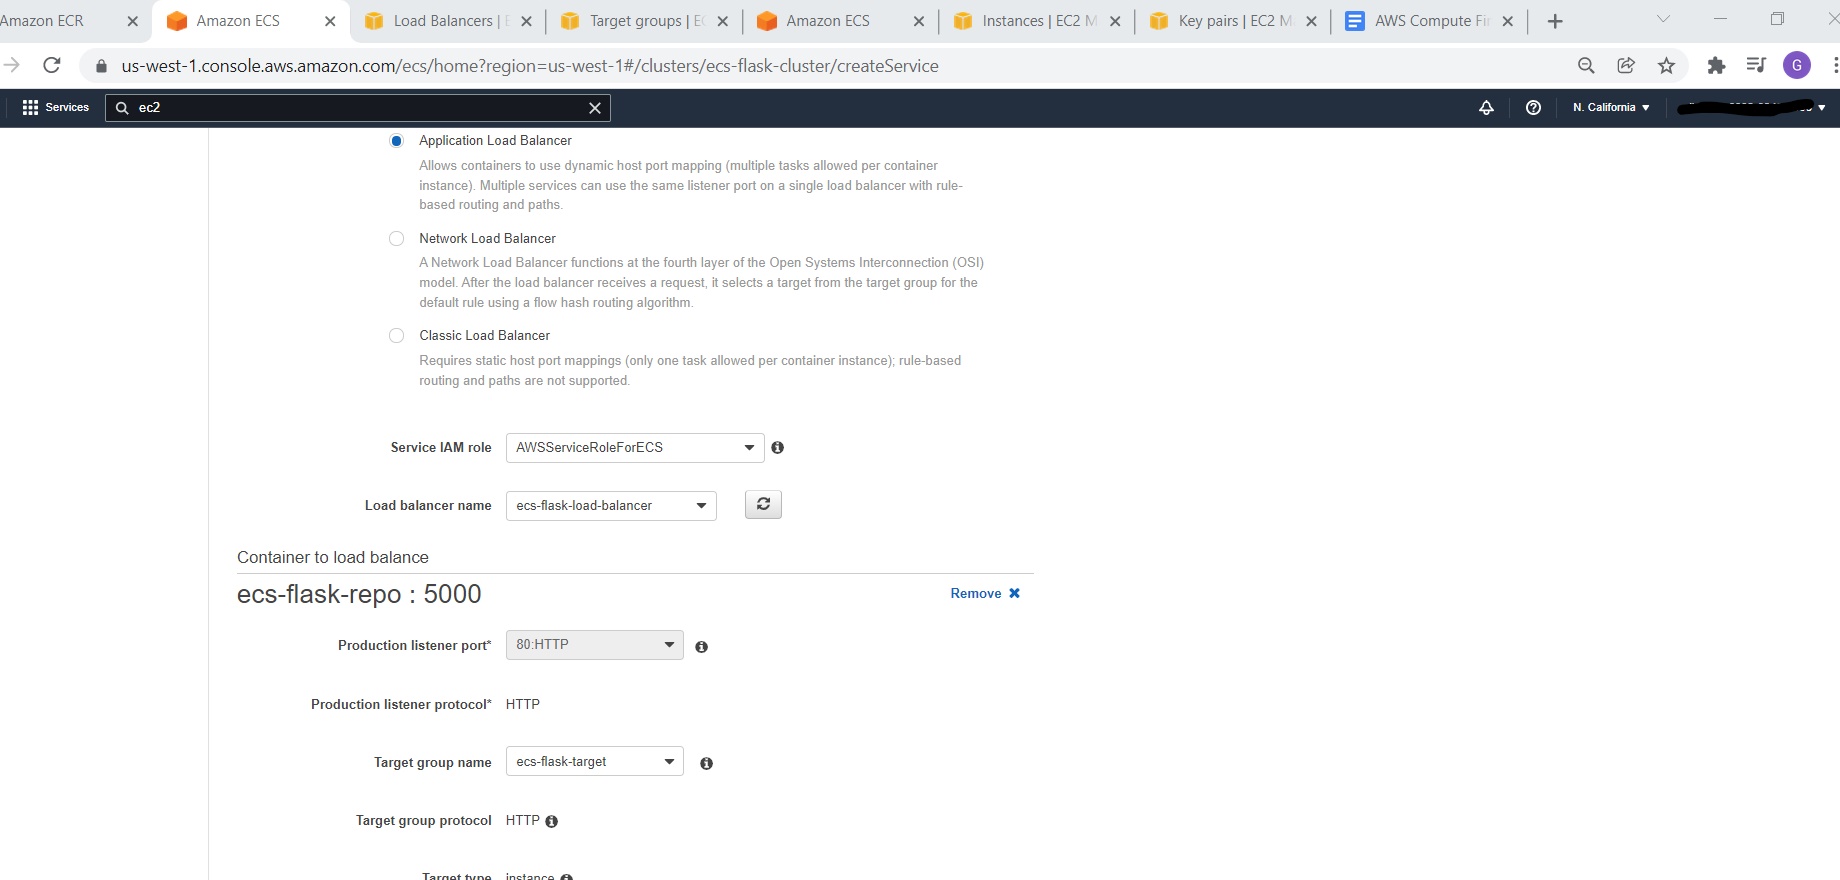 Amazon ECR
Amazon ECS
Load Balancers | E
Target groups | EC
Amazon ECS
Instances | EC2 M
Key pairs | EC2 M
AWS Compute Fi
us-west-1.console.aws.amazon.com/ecs/home?region=us-west-1#/clusters/ecs-flask-cluster/createService
G
Services
ec2
N. California
Application Load Balancer
Allows containers to use dynamic host port mapping (multiple tasks allowed per container
instance). Multiple services can use the same listener port on a single load balancer with rule-
based routing and paths.
Network Load Balancer
A Network Load Balancer functions at the fourth layer of the Open Systems Interconnection (OSI)
model. After the load balancer receives a request, it selects a target from the target group for the
default rule using a flow hash routing algorithm.
Classic Load Balancer
Requires static host port mappings (only one task allowed per container instance); rule-based
routing and paths are not supported.
Service IAM role AWSServiceRoleForECS
Load balancer name ecs-flask-load-balancer
Container to load balance
ecs-flask-repo : 5000
Remove
Production listener port* 80:HTTP
Production listener protocol* HTTP
Target group name ecs-flask-target
Target group protocol HTTP
Target type instance